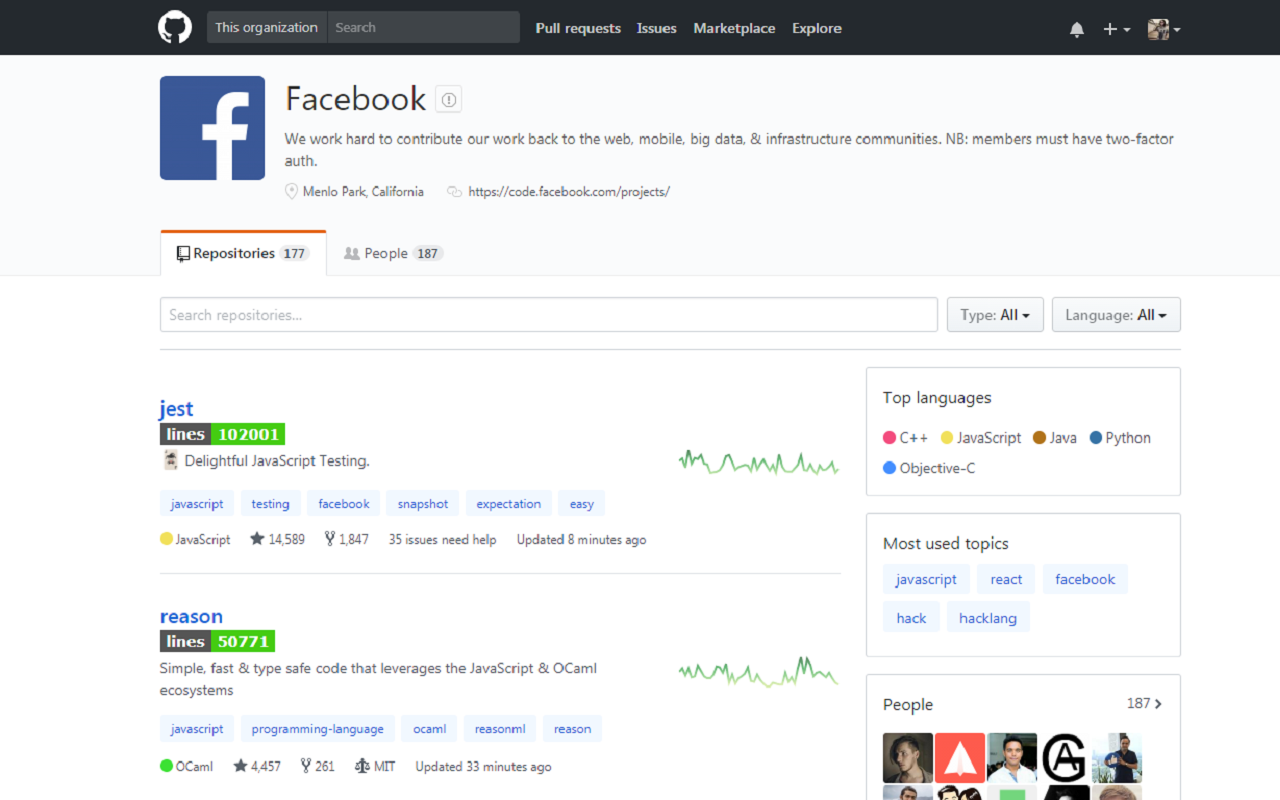 This organization Search Pull requests Issues Marketplace Explore
Facebook
We work hard to contribute our work back to the web, mobile, big data, & infrastructure communities. NB: members must have two-factor
auth.
Menlo Park, California https://code.facebook.com/projects/
Repositories 177 People 187
Search repositories... Type: All Language: All
jest
lines 102001
Delightful JavaScript Testing.
javascript testing facebook snapshot expectation easy
JavaScript 14,589 1,847 35 issues need help Updated 8 minutes ago
reason
lines 50771
Simple, fast & type safe code that leverages the JavaScript & OCaml
ecosystems
javascript programming-language ocaml reasonml reason
OCaml 4,457 261 MIT Updated 33 minutes ago
Top languages
C++ JavaScript Java Python
Objective-C
Most used topics
javascript react facebook
hack hacklang
People 187